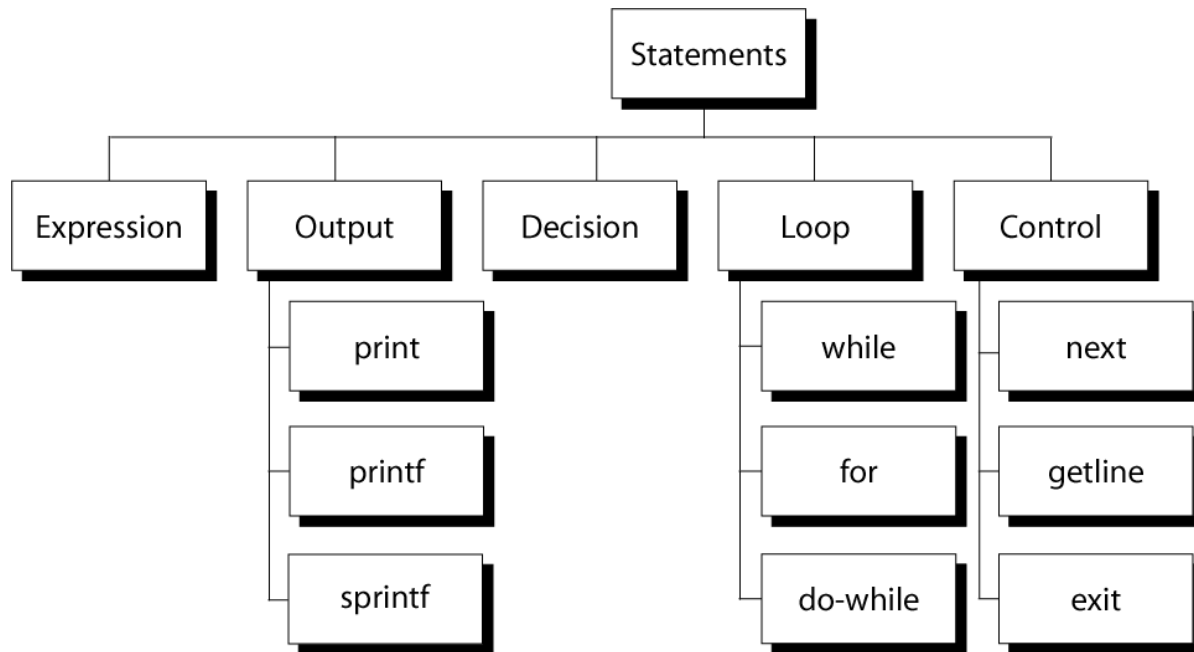 Statements
Expression
Output
Decision
Loop
Control
print
printf
sprintf
while
for
do-while
next
getline
exit